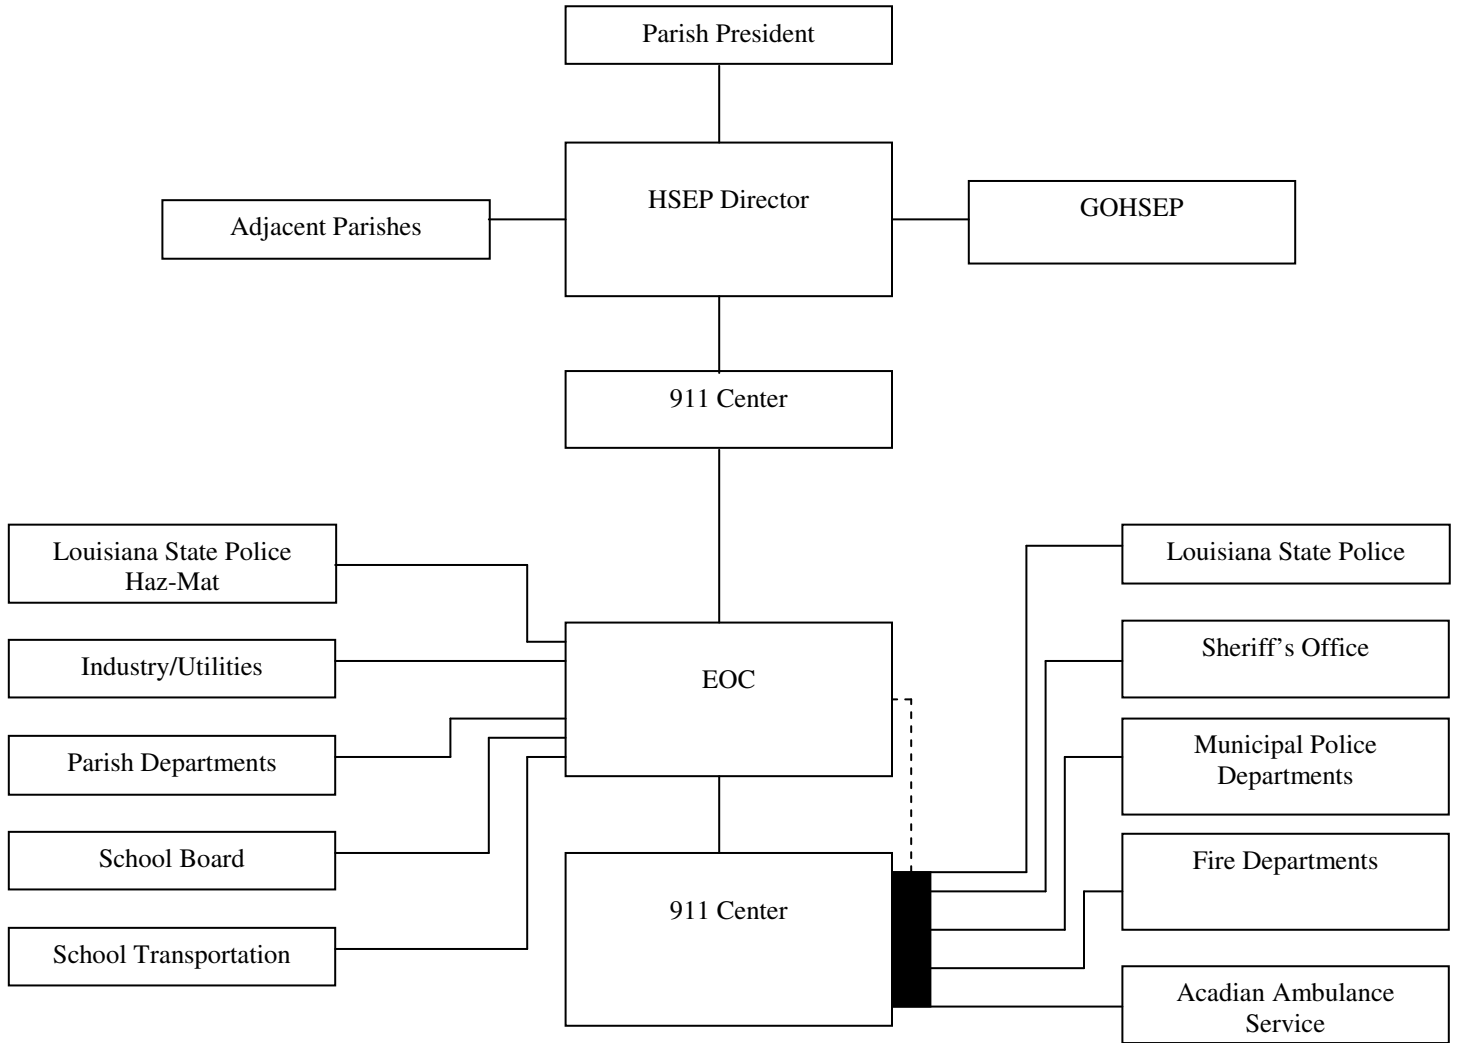 Parish President
HSEP Director
GOHSEP
Adjacent Parishes
911 Center
Louisiana State Police
Haz-Mat
Industry/Utilities
Parish Departments
School Board
School Transportation
EOC
911 Center
Louisiana State Police
Sheriff’s Office
Municipal Police
Departments
Fire Departments
Acadian Ambulance
Service